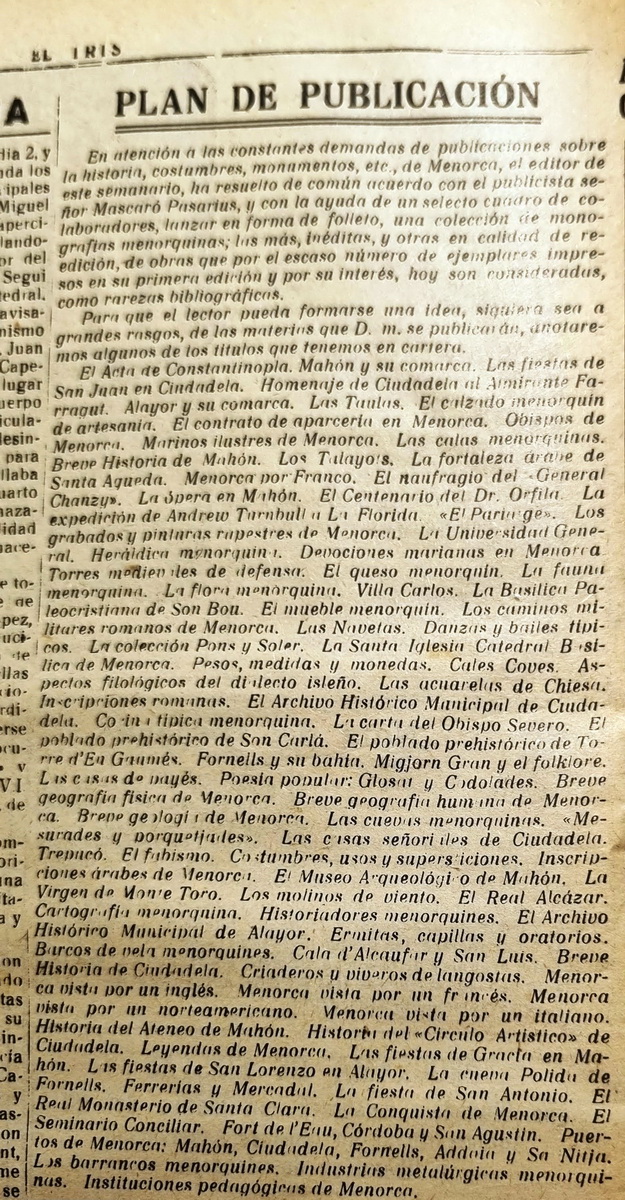 EL IRIS
PLAN DE PUBLICACIÓN
En atención a las constantes demandas de publicaciones sobre
la historia, costumbres, monumentos, etc., de Menorca, el editor de
este semanario, ha resuelto de común acuerdo con el publicista se-
ñor Mascaró Pasarius, y con la ayuda de un selecto cuadro de co-
laboradores, lanzar en forma de folleto, una colección de mono-
grafías menorquinas; las más, inéditas, y otras en calidad de re-
edición, de obras que por el escaso número de ejemplares impre-
sos en su primera edición y por su interés, hoy son consideradas,
como rarezas bibliográficas.
Para que el lector pueda formarse una idea, siquiera sea a
grandes rasgos, de las materias que D. m. se publicarán, anotare-
mos algunos de los títulos que tenemos en cartera.
El Acta de Constantinopla. Mahón y su comarca. Las fiestas de
San Juan en Ciudadela. Homenaje de Ciudadela al Almirante Fa-
rragut. Alayor y su comarca. Las Taulas. El calzado menorquín
de artesanía. El contrato de aparcería en Menorca. Obispos de
Menorca. Marinos ilustres de Menorca. Las calas menorquinas.
Breve Historia de Mahón. Los Talayots. La fortaleza árabe de
Santa Agueda. Menorca por Franco. El naufragio del «General
Chanzy». La ópera en Mahón. El Centenario del Dr. Orfila. La
expedición de Andrew Turnbull a La Florida. «El Pariatge». Los
grabados y pinturas rupestres de Menorca. La Universidad Gene-
ral. Heráldica menorquina. Devociones marianas en Menorca
Torres medievales de defensa. El queso menorquín. La fauna
menorquina. La flora menorquina. Villa Carlos. La Basílica Pa-
leocristiana de Son Bou. El mueble menorquín. Los caminos mi-
litares romanos de Menorca. Las Navetas. Danzas y bailes típi-
cos. La colección Pons y Soler. La Santa Iglesia Catedral Basí-
lica de Menorca. Pesos, medidas y monedas. Cales Coves. As-
pectos filológicos del dialecto isleño. Las acuarelas de Chiesa.
Inscripciones romanas. El Archivo Histórico Municipal de Ciuda-
dela. Cocina típica menorquina. La carta del Obispo Severo. El
poblado prehistórico de Son Carlá. El poblado prehistórico de To-
rre d'En Gaumés. Fornells y su bahía. Migjorn Gran y el folklore.
Las casas de payés. Poesía popular: Glosat y Codolades. Breve
geografía física de Menorca. Breve geografía humana de Menor-
ca. Breve geología de Menorca. Las cuevas menorquinas. «Me-
surades y porquetjades». Las casas señoriales de Ciudadela.
Trepucó. El fabismo. Costumbres, usos y supersticiones. Inscrip-
ciones árabes de Menorca. El Museo Arqueológico de Mahón. La
Virgen de Monte Toro. Los molinos de viento. El Real Alcázar.
Cartografía menorquina. Historiadores menorquines. El Archivo
Histórico Municipal de Alayor. Ermitas, capillas y oratorios.
Barcos de vela menorquines. Cala d'Alcaufar y San Luis. Breve
Historia de Ciudadela. Criaderos y viveros de langostas. Menor-
ca vista por un inglés. Menorca vista por un francés. Menorca
vista por un norteamericano. Menorca vista por un italiano.
Historia del Ateneo de Mahón. Historia del «Círculo Artístico» de
Ciudadela. Leyendas de Menorca. Las fiestas de Gracia en Ma-
hón. Las fiestas de San Lorenzo en Alayor. La cueva Polida de
Fornells. Ferrerías y Mercadal. La fiesta de San Antonio. El
Real Monasterio de Santa Clara. La Conquista de Menorca. El
Seminario Conciliar. Fort de l'Eau, Córdoba y San Agustín. Puer-
tos de Menorca: Mahón, Ciudadela, Fornells, Addaia y Sa Nitja.
Los barrancos menorquines. Industrias metalúrgicas menorqui-
nas. Instituciones pedagógicas de Menorca.